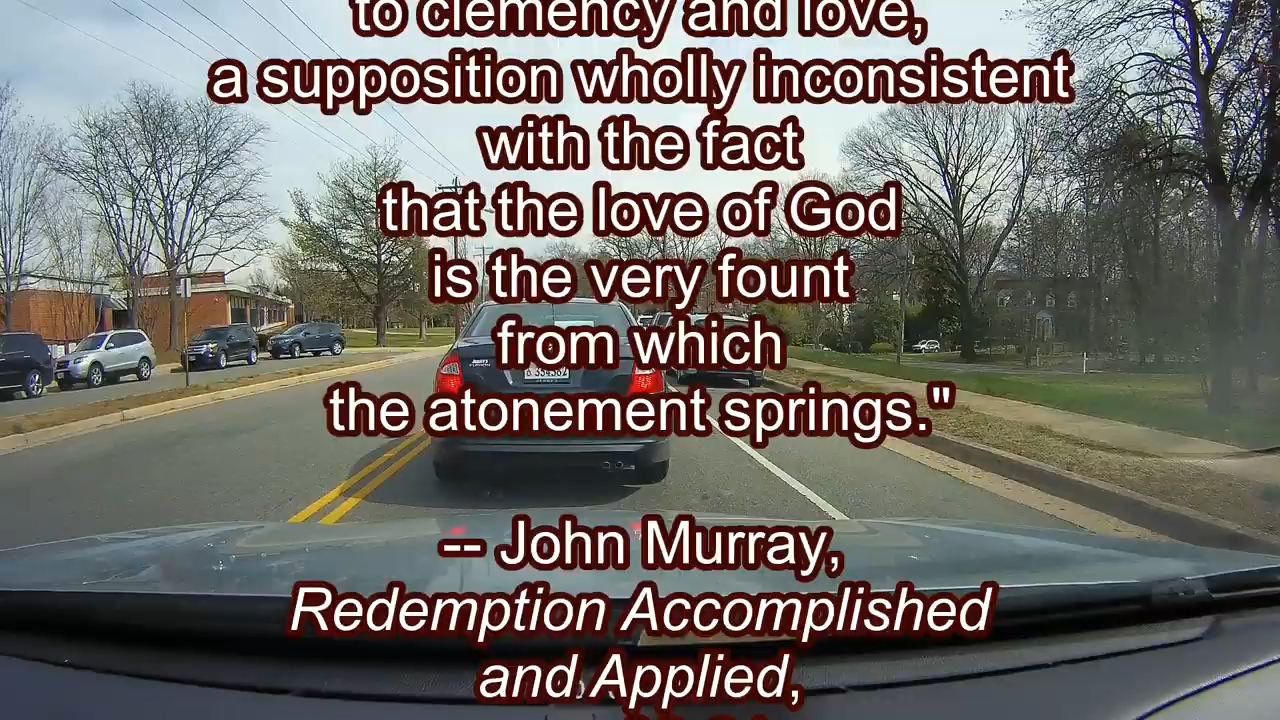 to clemency and love,
a supposition wholly inconsistent
with the fact
that the love of God
is the very fount
from which
the atonement springs."
-- John Murray,
Redemption Accomplished
and Applied,